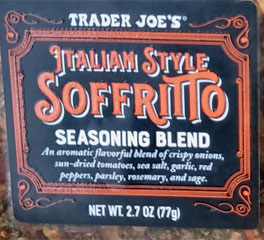 TRADER JOE'S®
ITALIAN STYLE
SOFFRITTO
SEASONING BLEND
An aromatic flavorful blend of crispy onions,
sun-dried tomatoes, sea salt, garlic, red
peppers, parsley, rosemary, and sage.
NET WT. 2.7 OZ (77g)